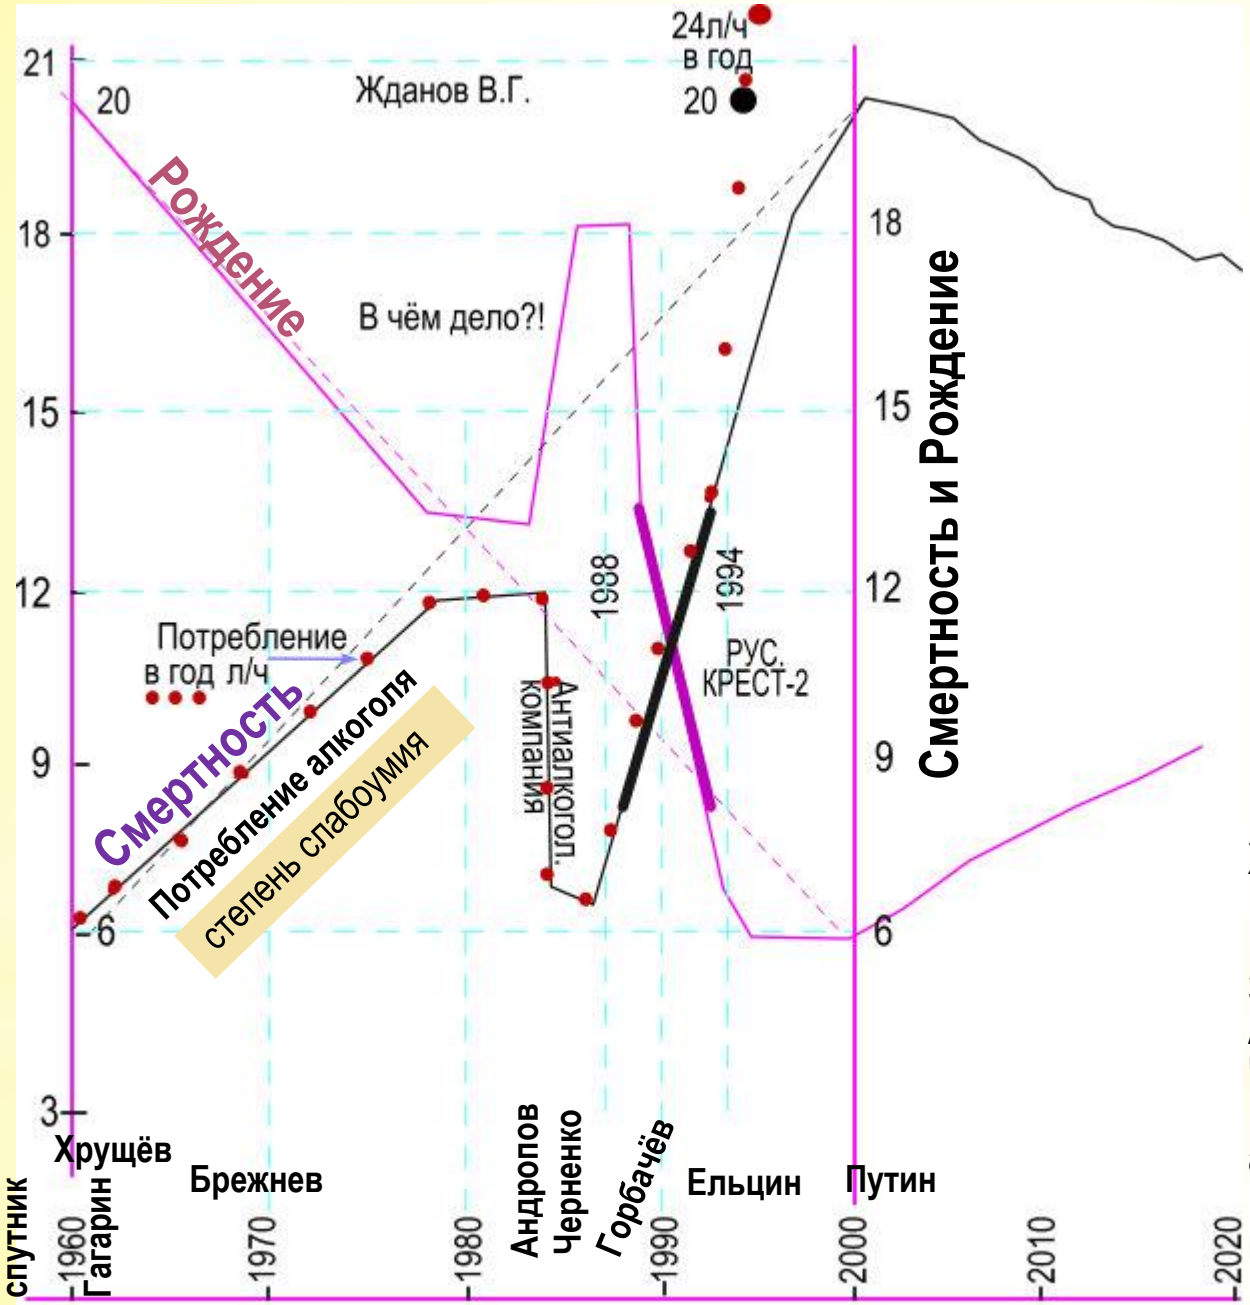 24л/ч
в год
21
20
Жданов В.Г.
20
Рождение
18
18
В чём дело?!
Смертность и Рождение
15
15
12
1988
1994
12
Потребление
в год л/ч
РУС.
КРЕСТ-2
Смертность
Потребление алкоголя
степень слабоумия
Антиалкогол.
компания
9
9
6
6
3
Хрущёв
Брежнев
Андропов
Черненко
Горбачёв
Ельцин
Путин
спутник
1960
Гагарин
1970
1980
1990
2000
2010
2020